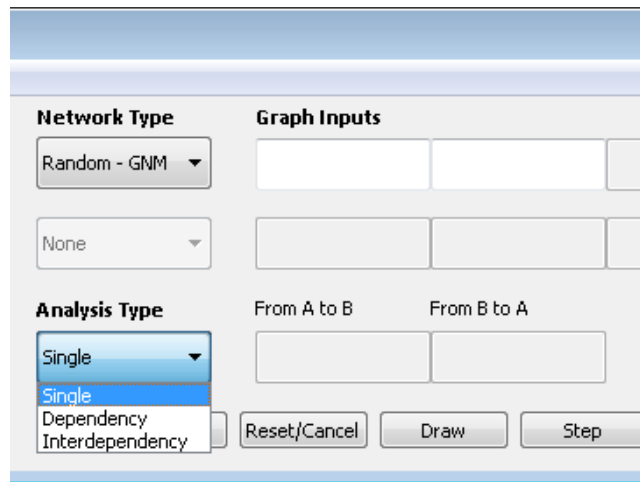 Network Type Graph Inputs
Random - GNM
None
Analysis Type From A to B From B to A
Single
Single
Dependency
Interdependency Reset/Cancel Draw Step